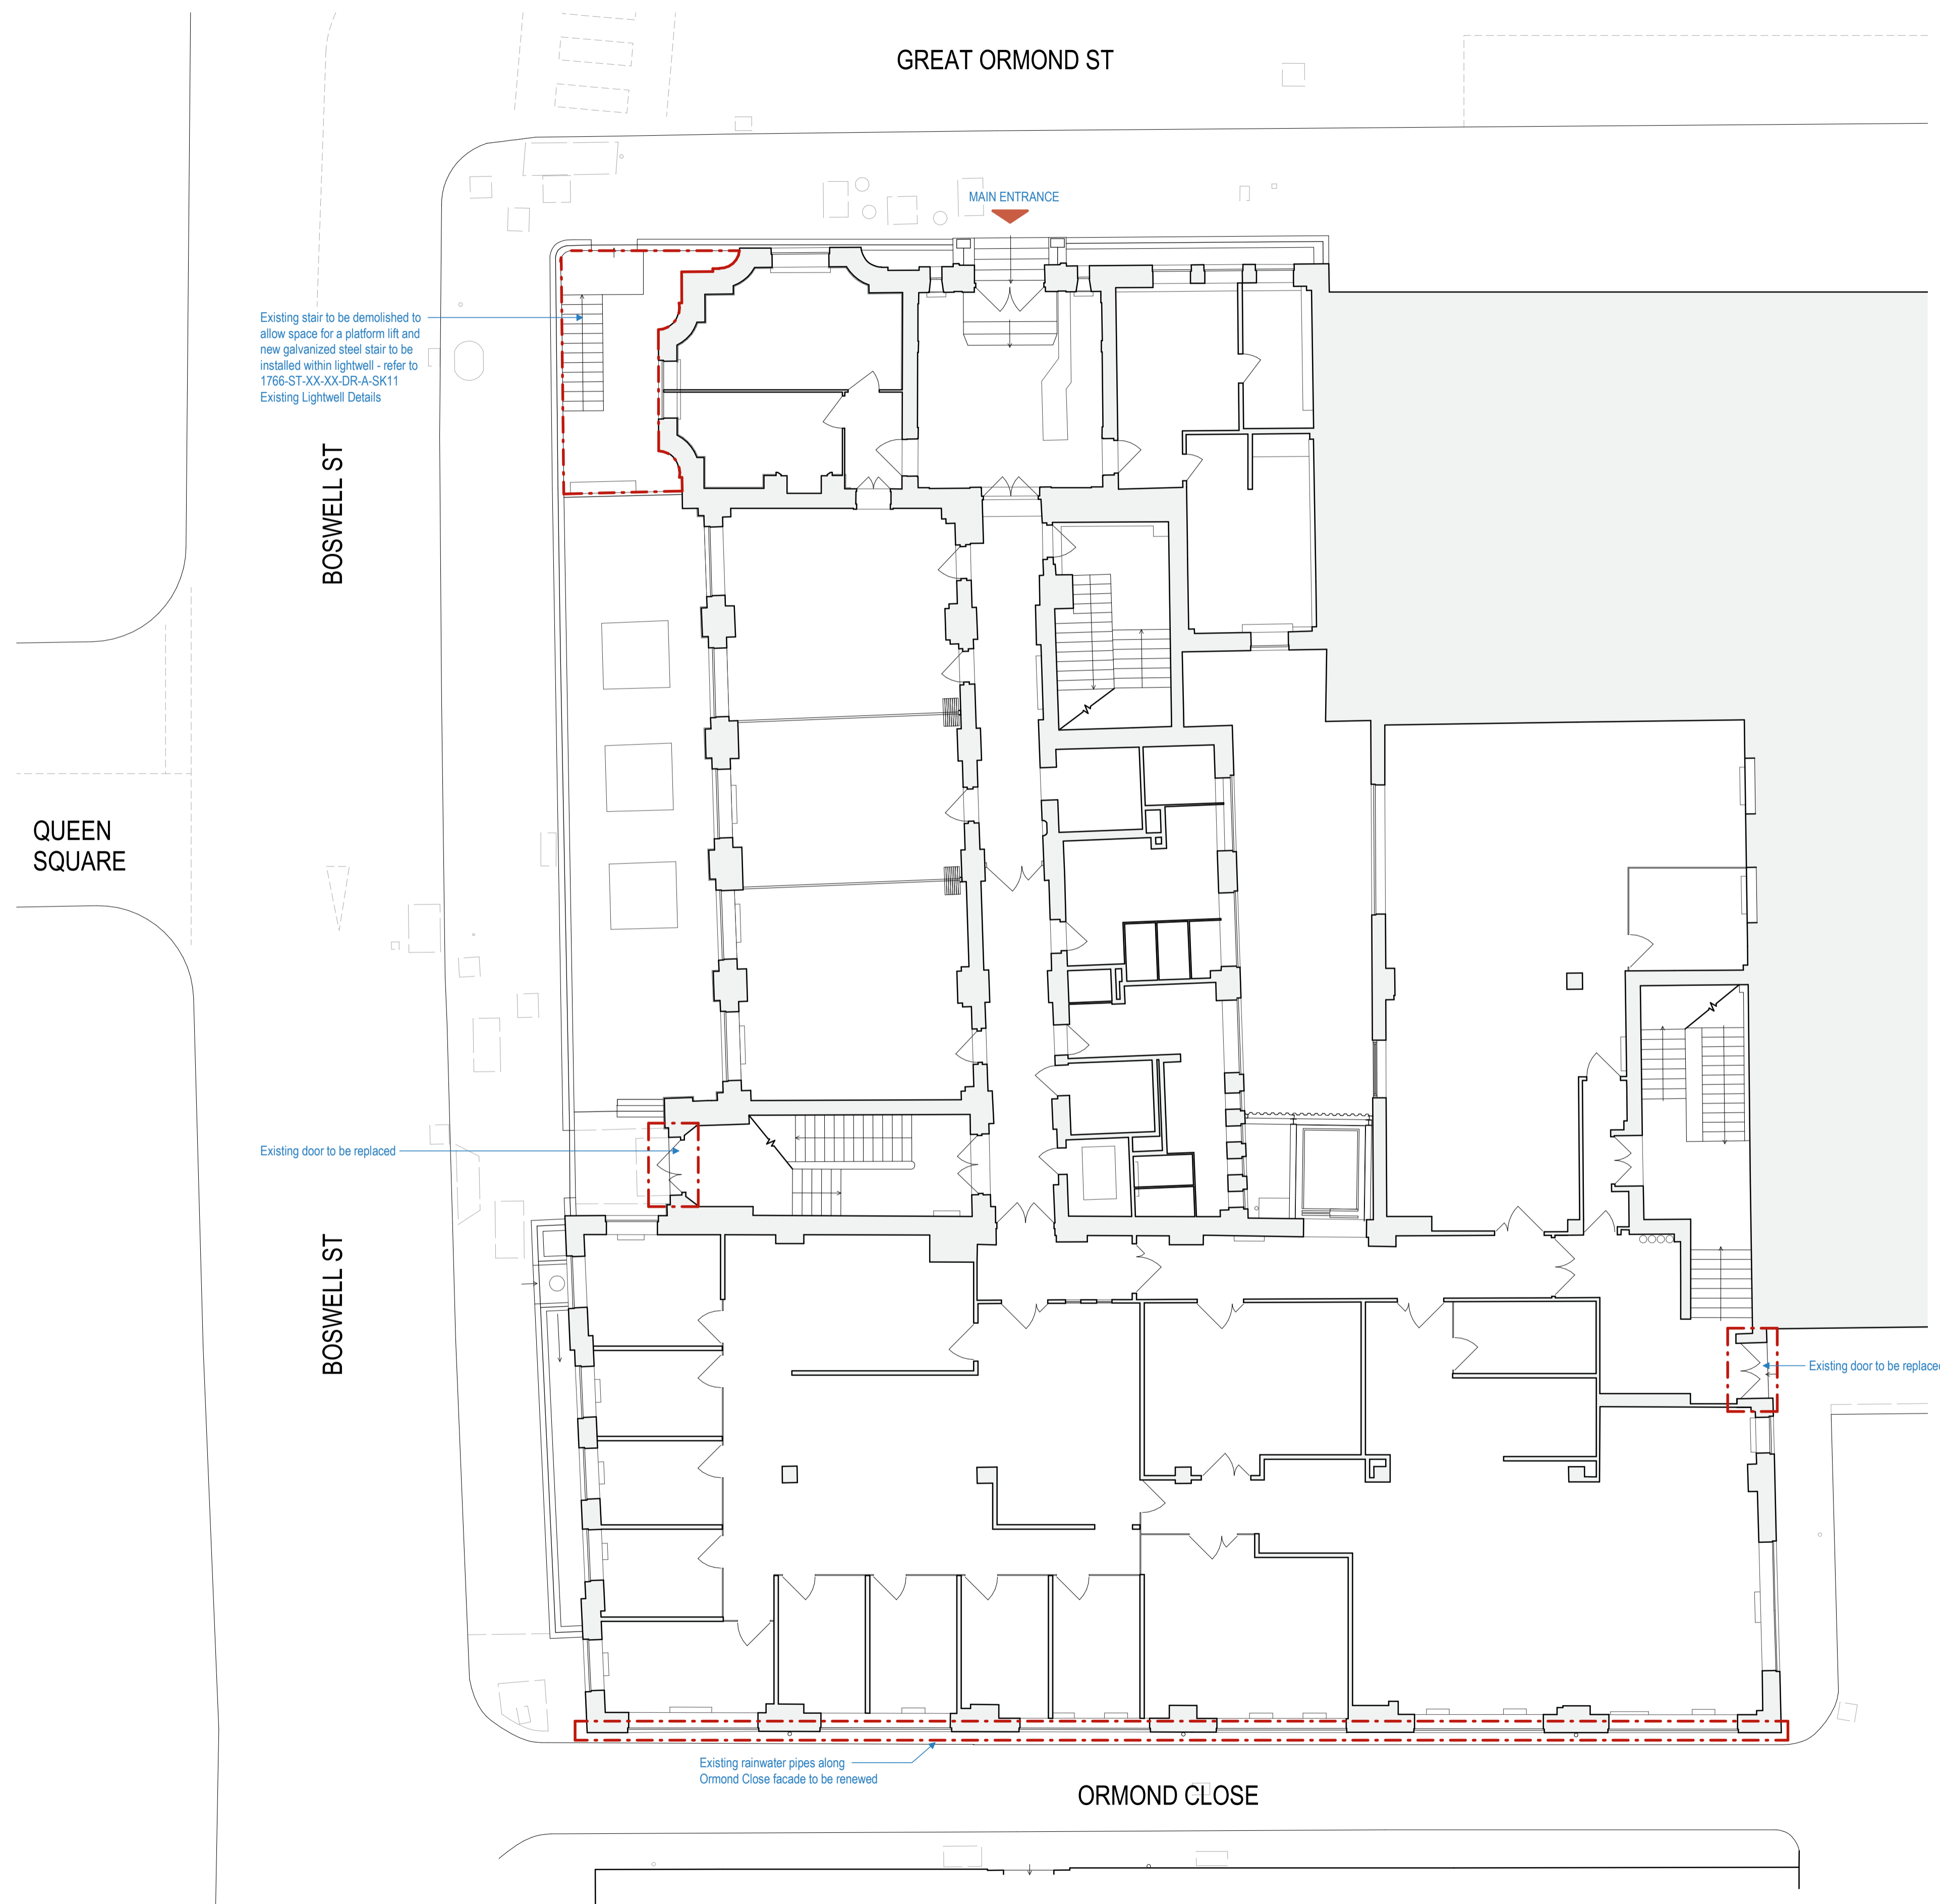 GREAT ORMOND ST
MAIN ENTRANCE
Existing stair to be demolished to
allow space for a platform lift and
new galvanized steel stair to be
installed within lightwell - refer to
1766-ST-XX-XX-DR-A-SK11
Existing Lightwell Details
BOSWELL ST
QUEEN
SQUARE
Existing door to be replaced
BOSWELL ST
Existing door to be replaced
Existing rainwater pipes along
Ormond Close facade to be renewed
ORMOND CLOSE